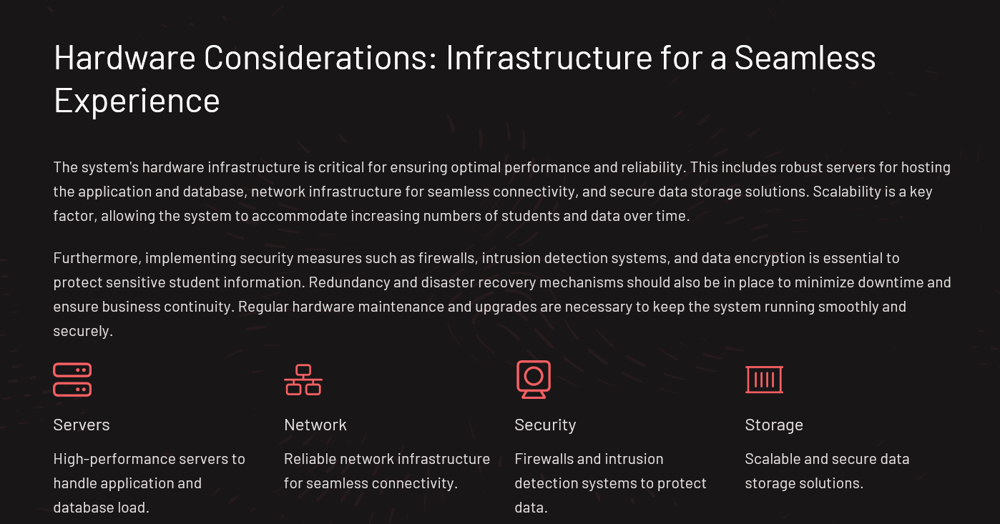 Hardware Considerations: Infrastructure for a Seamless
Experience
The system's hardware infrastructure is critical for ensuring optimal performance and reliability. This includes robust servers for hosting
the application and database, network infrastructure for seamless connectivity, and secure data storage solutions. Scalability is a key
factor, allowing the system to accommodate increasing numbers of students and data over time.
Furthermore, implementing security measures such as firewalls, intrusion detection systems, and data encryption is essential to
protect sensitive student information. Redundancy and disaster recovery mechanisms should also be in place to minimize downtime and
ensure business continuity. Regular hardware maintenance and upgrades are necessary to keep the system running smoothly and
securely.
Servers
High-performance servers to
handle application and
database load.
Network
Reliable network infrastructure
for seamless connectivity.
Security
Firewalls and intrusion
detection systems to protect
data.
Storage
Scalable and secure data
storage solutions.